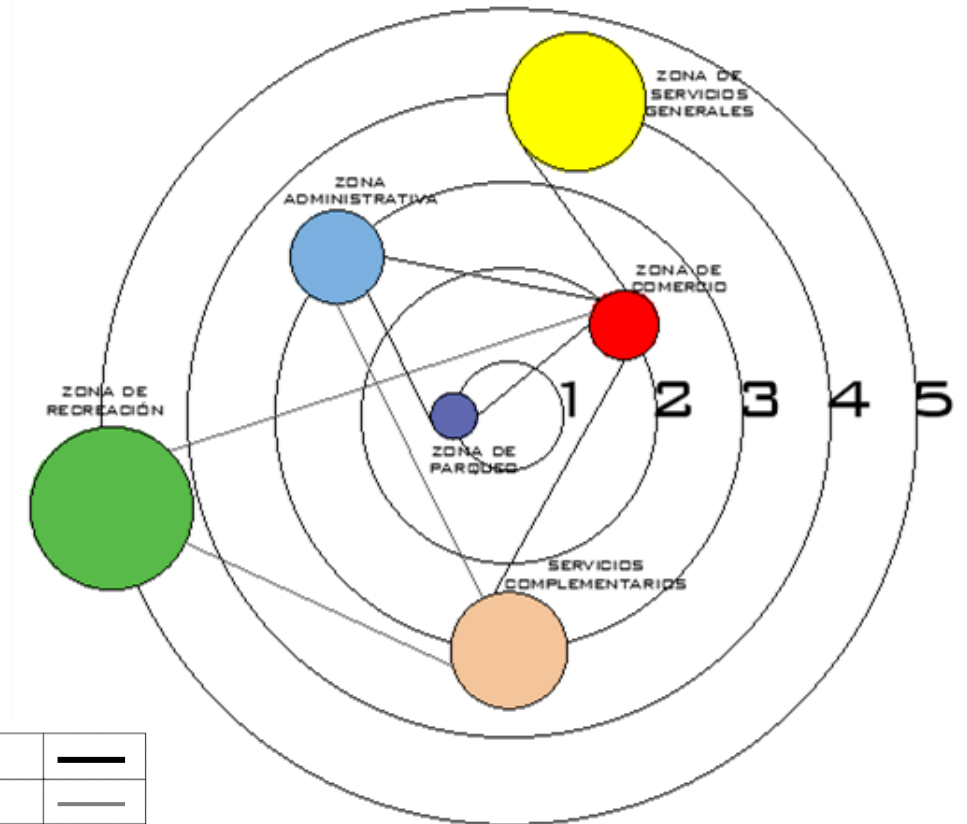 ZONA DE
SERVICIOS
GENERALES
ZONA
ADMINISTRATIVA
ZONA DE
COMERCIO
ZONA DE
RECREACIÓN
1 2 3 4 5
ZONA DE
PARQUEO
SERVICIOS
COMPLEMENTARIOS